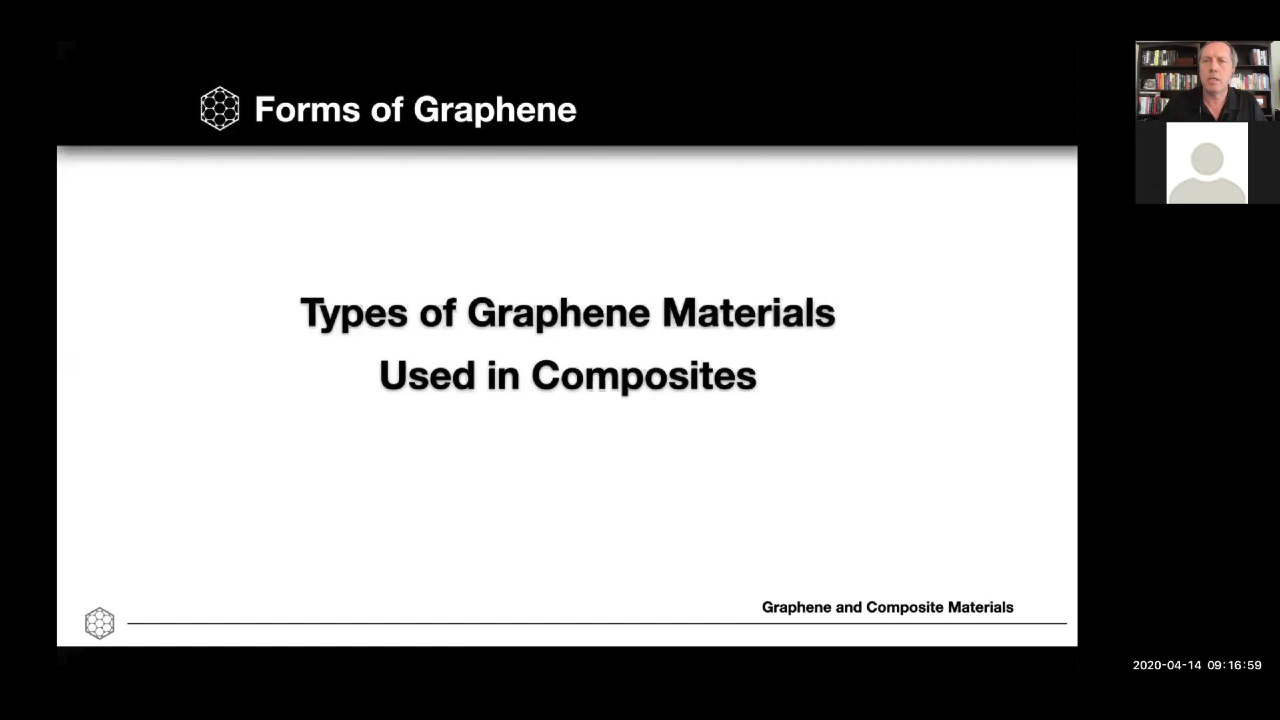 Forms of Graphene
Types of Graphene Materials
Used in Composites
Graphene and Composite Materials
2020-04-14 09:16:59